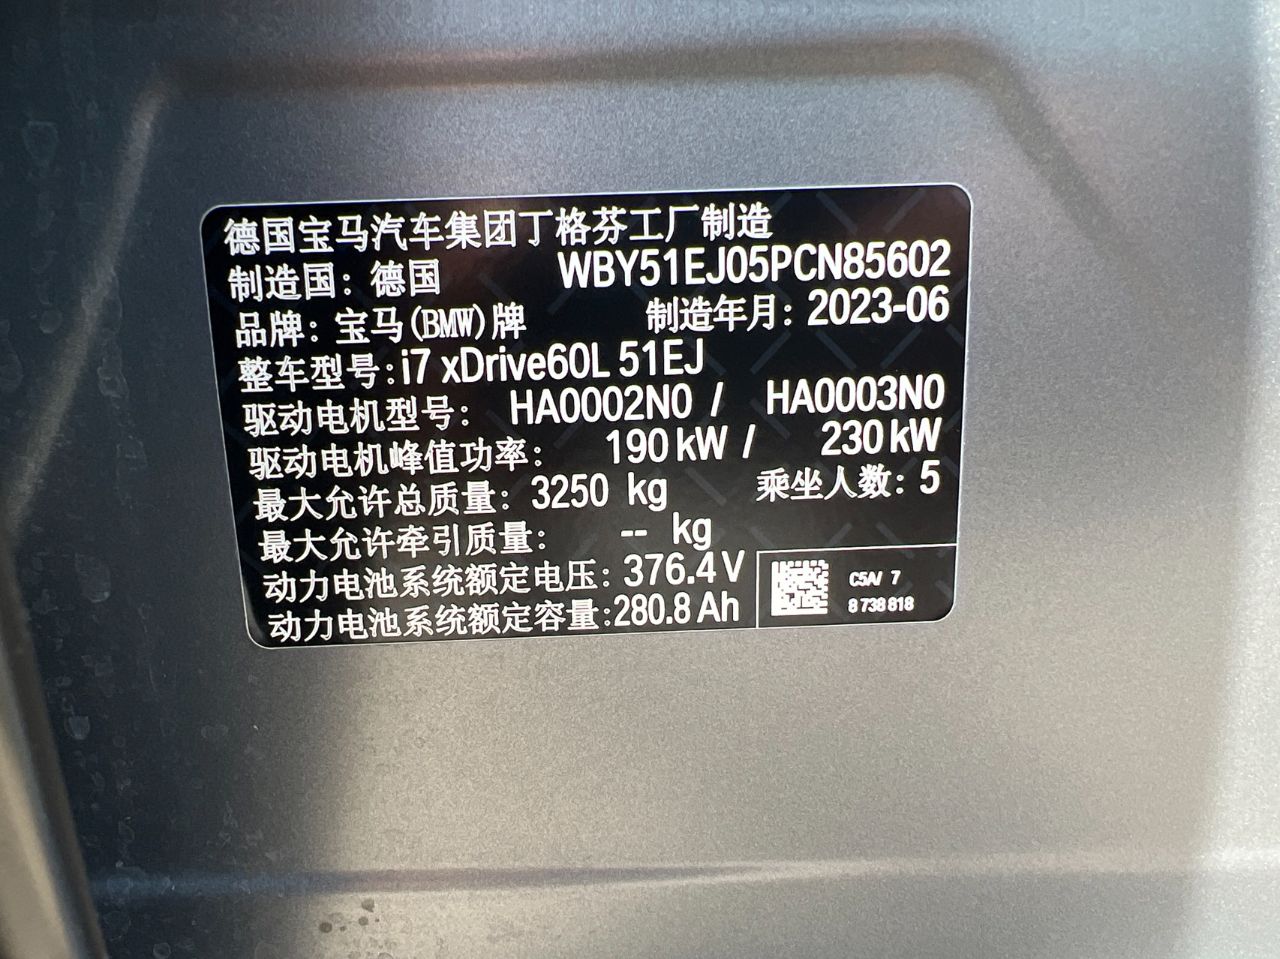 德国宝马汽车集团丁格芬工厂制造
制造国：德国 WBY51EJ05PCN85602
品牌：宝马(BMW)牌 制造年月：2023-06
整车型号:i7 xDrive60L 51EJ
驱动电机型号： HA0002N0 / HA0003N0
驱动电机峰值功率： 190 kW / 230 kW
最大允许总质量：3250 kg 乘坐人数：5
最大允许牵引质量： -- kg
动力电池系统额定电压：376.4 V
动力电池系统额定容量:280.8 Ah
C5A/ 7
8 738 818